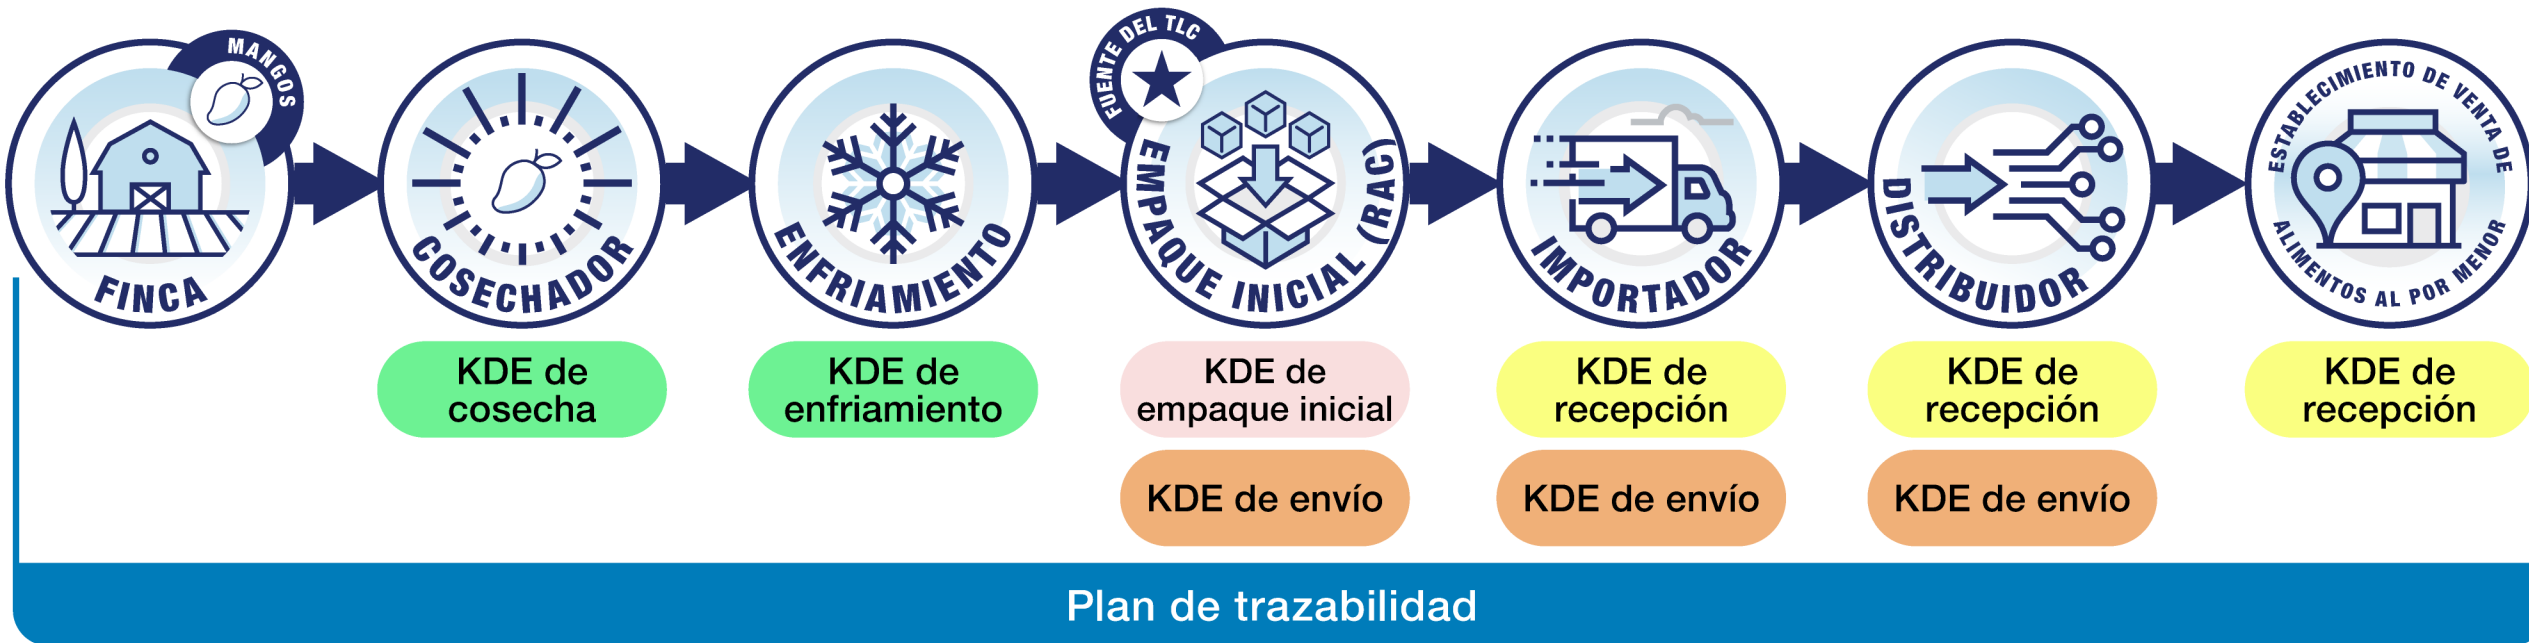 MANGOS
FINCA
COSECHADOR
ENFRIAMIENTO
FUENTE DEL TLC
EMPAQUE INICIAL (RAC)
IMPORTADOR
DISTRIBUIDOR
ESTABLECIMIENTO DE VENTA DE
ALIMENTOS AL POR MENOR
KDE de
cosecha
KDE de
enfriamiento
KDE de
empaque inicial
KDE de
recepción
KDE de
recepción
KDE de
recepción
KDE de envío
KDE de envío
KDE de envío
Plan de trazabilidad